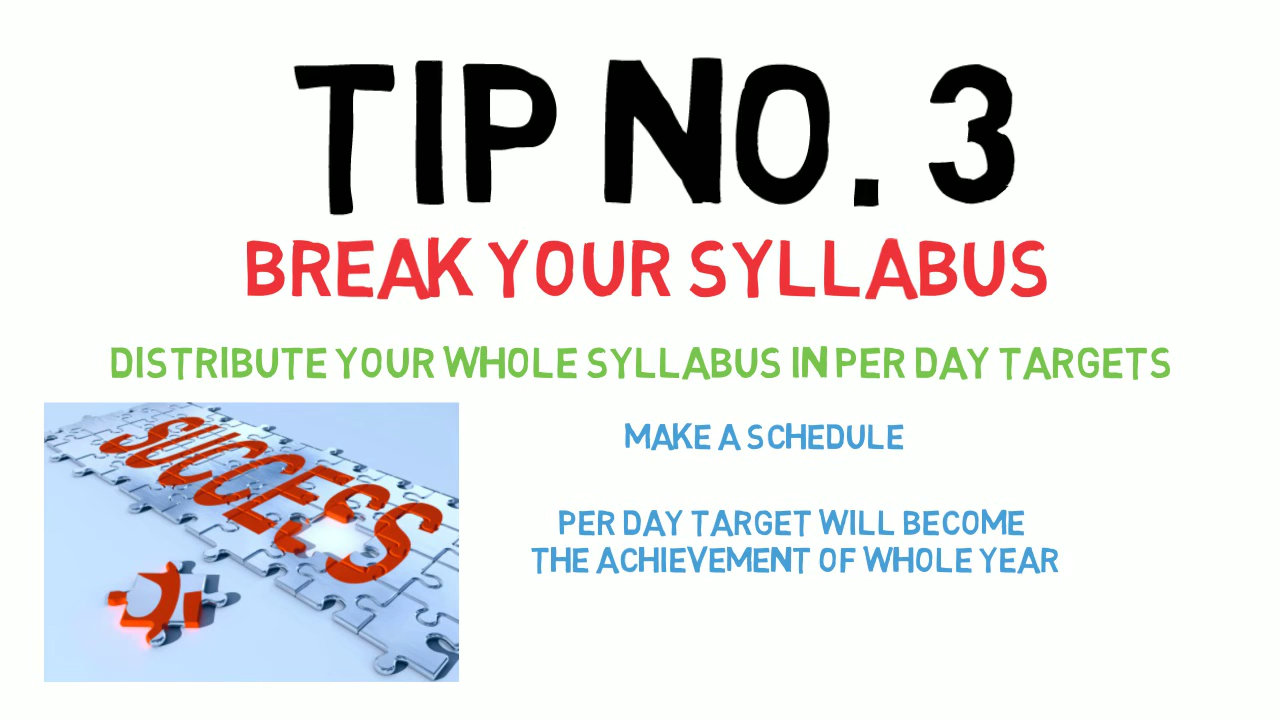 TIP NO. 3
BREAK YOUR SYLLABUS
DISTRIBUTE YOUR WHOLE SYLLABUS IN PER DAY TARGETS
SUCCESS
MAKE A SCHEDULE
PER DAY TARGET WILL BECOME
THE ACHIEVEMENT OF WHOLE YEAR